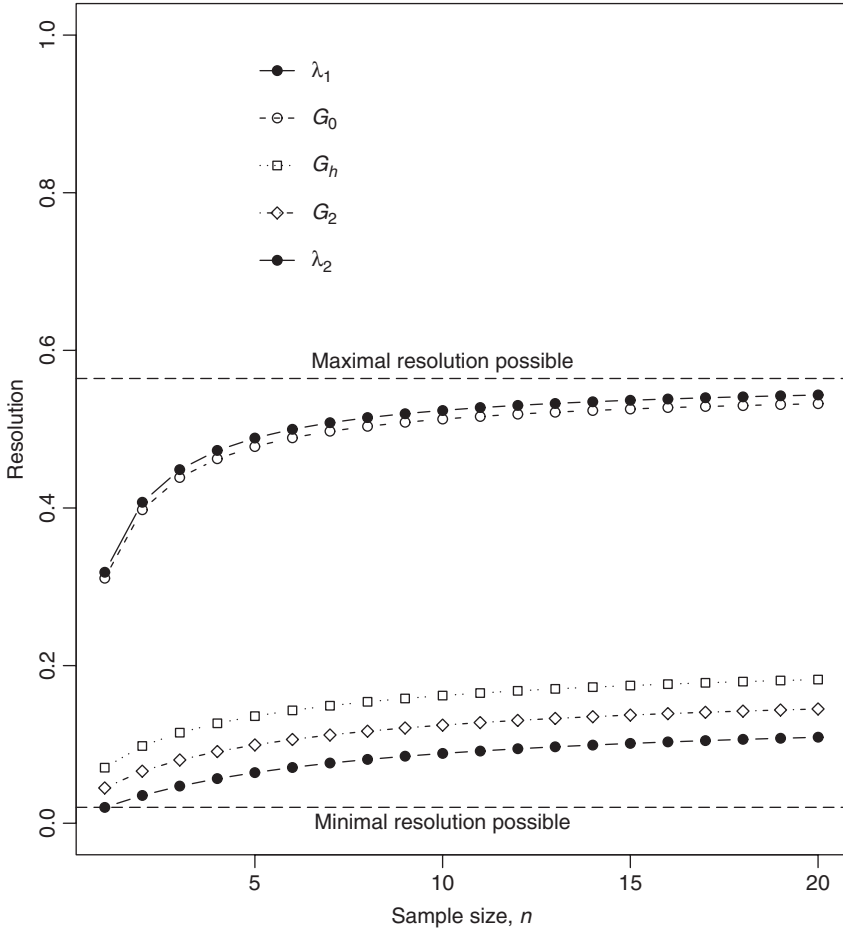 1.0
0.8
0.6
0.4
0.2
0.0
Resolution
λ1
G0
Gh
G2
λ2
Maximal resolution possible
Minimal resolution possible
5
10
15
20
Sample size, n